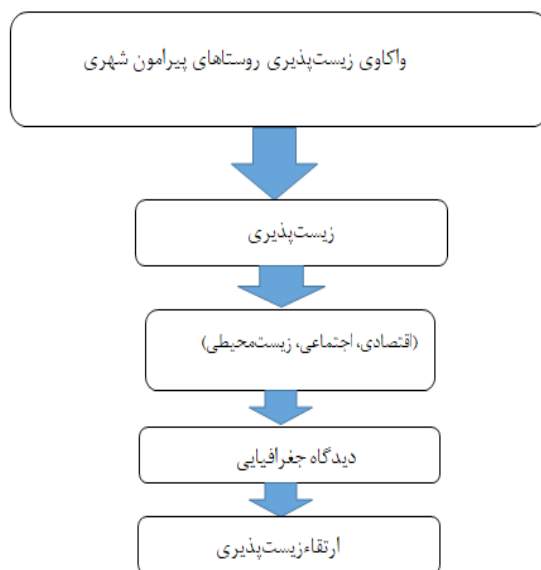 واکاوی زیست‌پذیری روستاهای پیرامون شهری
زیست‌پذیری
(اقتصادی، اجتماعی، زیست‌محیطی)
دیدگاه جغرافیایی
ارتقاءزیست‌پذیری